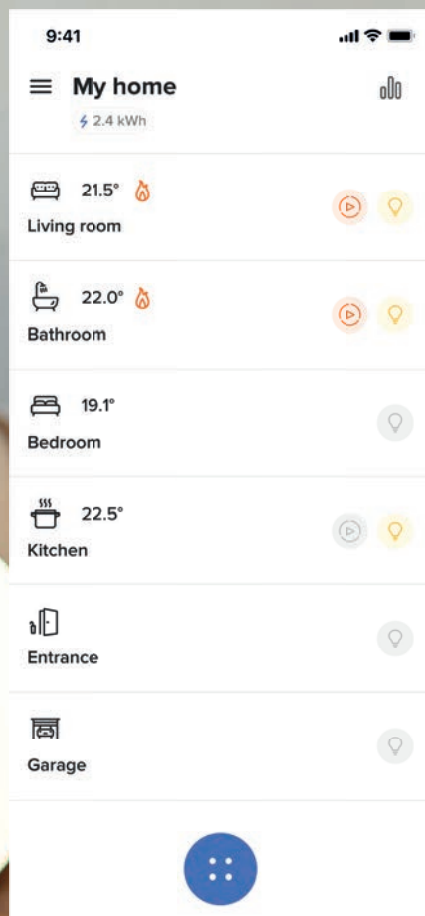 9:41
My home
2.4 kWh
21.5°
Living room
22.0°
Bathroom
19.1°
Bedroom
22.5°
Kitchen
Entrance
Garage